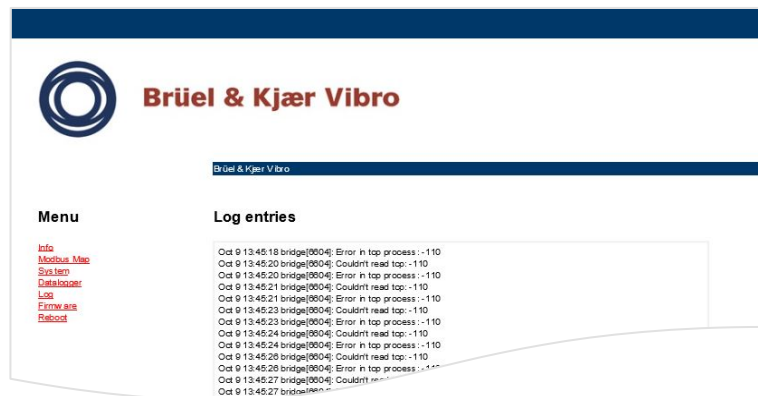 Brüel & Kjær Vibro
Brüel & Kjær Vibro
Menu
Info
Modbus Map
System
Datalogger
Log
Firmware
Reboot
Log entries
Oct 9 13:45:18 bridge[6604]: Error in tcp process : -110
Oct 9 13:45:20 bridge[6604]: Couldn't read tcp: -110
Oct 9 13:45:20 bridge[6604]: Error in tcp process : -110
Oct 9 13:45:21 bridge[6604]: Couldn't read tcp: -110
Oct 9 13:45:21 bridge[6604]: Error in tcp process : -110
Oct 9 13:45:23 bridge[6604]: Couldn't read tcp: -110
Oct 9 13:45:23 bridge[6604]: Error in tcp process : -110
Oct 9 13:45:24 bridge[6604]: Couldn't read tcp: -110
Oct 9 13:45:24 bridge[6604]: Error in tcp process : -110
Oct 9 13:45:26 bridge[6604]: Couldn't read tcp: -110
Oct 9 13:45:26 bridge[6604]: Error in tcp process :
Oct 9 13:45:27 bridge[6604]: Couldn't
Oct 9 13:45:27